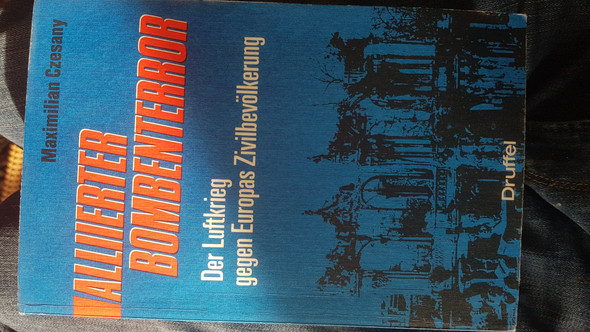 Maximilian Czesany
ALLIIERTER
BOMBENTERROR
Der Luftkrieg
gegen Europas Zivilbevölkerung
Druffel